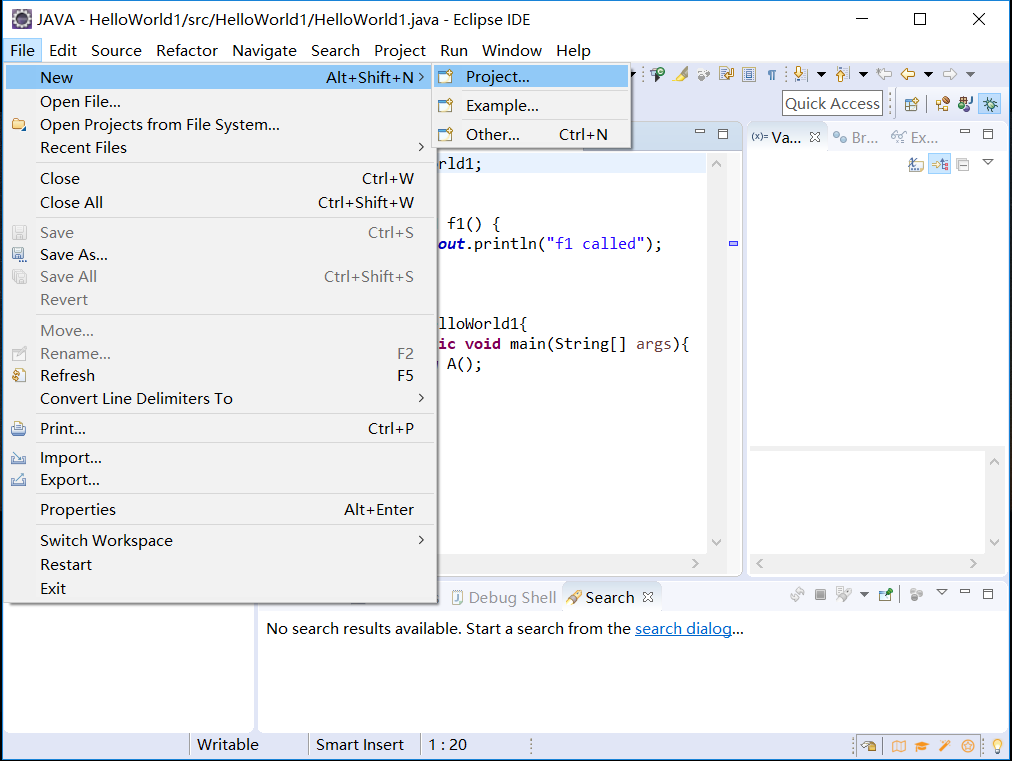 JAVA - HelloWorld1/src/HelloWorld1/HelloWorld1.java - Eclipse IDE
File Edit Source Refactor Navigate Search Project Run Window Help
New Alt+Shift+N
Open File...
Open Projects from File System...
Recent Files
Close Ctrl+W
Close All Ctrl+Shift+W
Save Ctrl+S
Save As...
Save All Ctrl+Shift+S
Revert
Move...
Rename... F2
Refresh F5
Convert Line Delimiters To
Print... Ctrl+P
Import...
Export...
Properties Alt+Enter
Switch Workspace
Restart
Exit
Project...
Example...
Other... Ctrl+N
Quick Access
(x)= Va... Br... Ex...
rld1;
f1() {
out.println("f1 called");
lloWorld1{
ic void main(String[] args){
A();
Debug Shell Search
No search results available. Start a search from the search dialog...
Writable Smart Insert 1 : 20